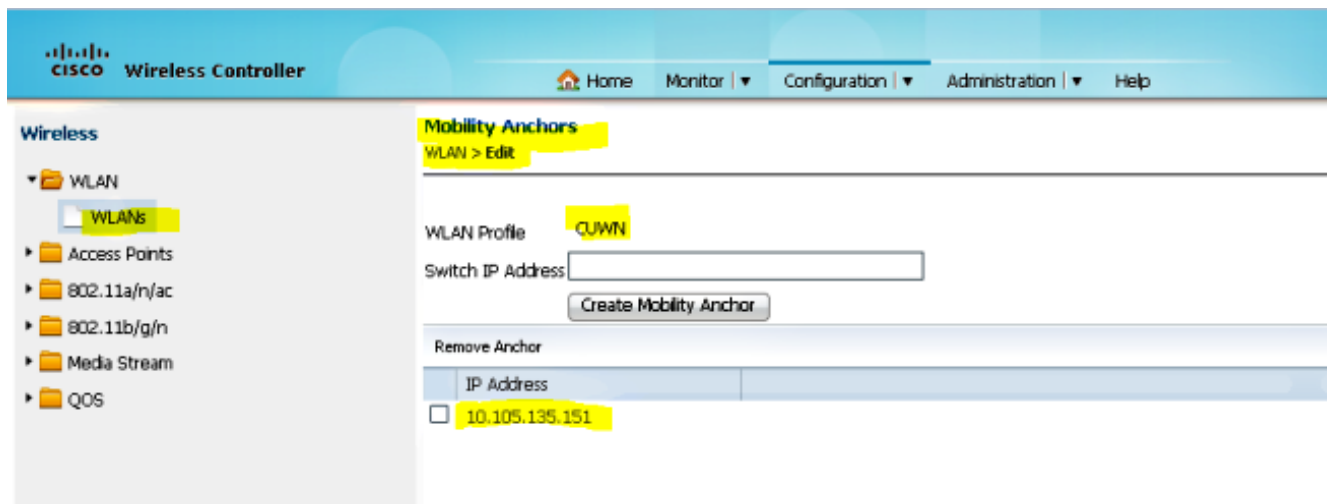 CISCO Wireless Controller
Home Monitor Configuration Administration Help
Wireless
WLAN
WLANs
Access Points
802.11a/n/ac
802.11b/g/n
Media Stream
QOS
Mobility Anchors
WLAN > Edit
WLAN Profile CUWN
Switch IP Address
Create Mobility Anchor
Remove Anchor
IP Address
10.105.135.151